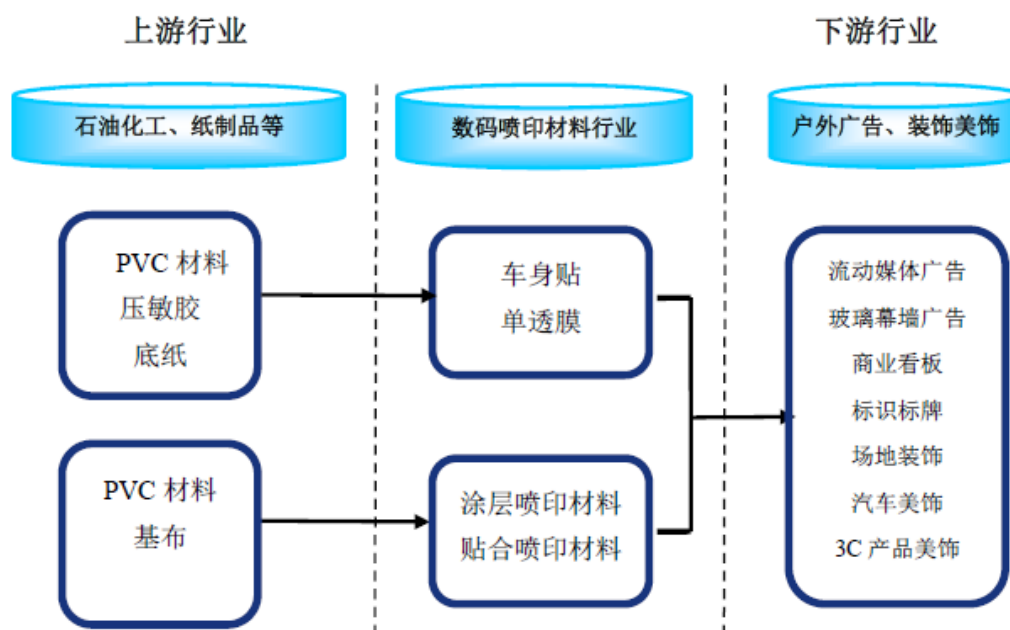 上游行业
下游行业
石油化工、纸制品等
数码喷印材料行业
户外广告、装饰美饰
PVC 材料
压敏胶
底纸
车身贴
单透膜
PVC 材料
基布
涂层喷印材料
贴合喷印材料
流动媒体广告
玻璃幕墙广告
商业看板
标识标牌
场地装饰
汽车美饰
3C 产品美饰